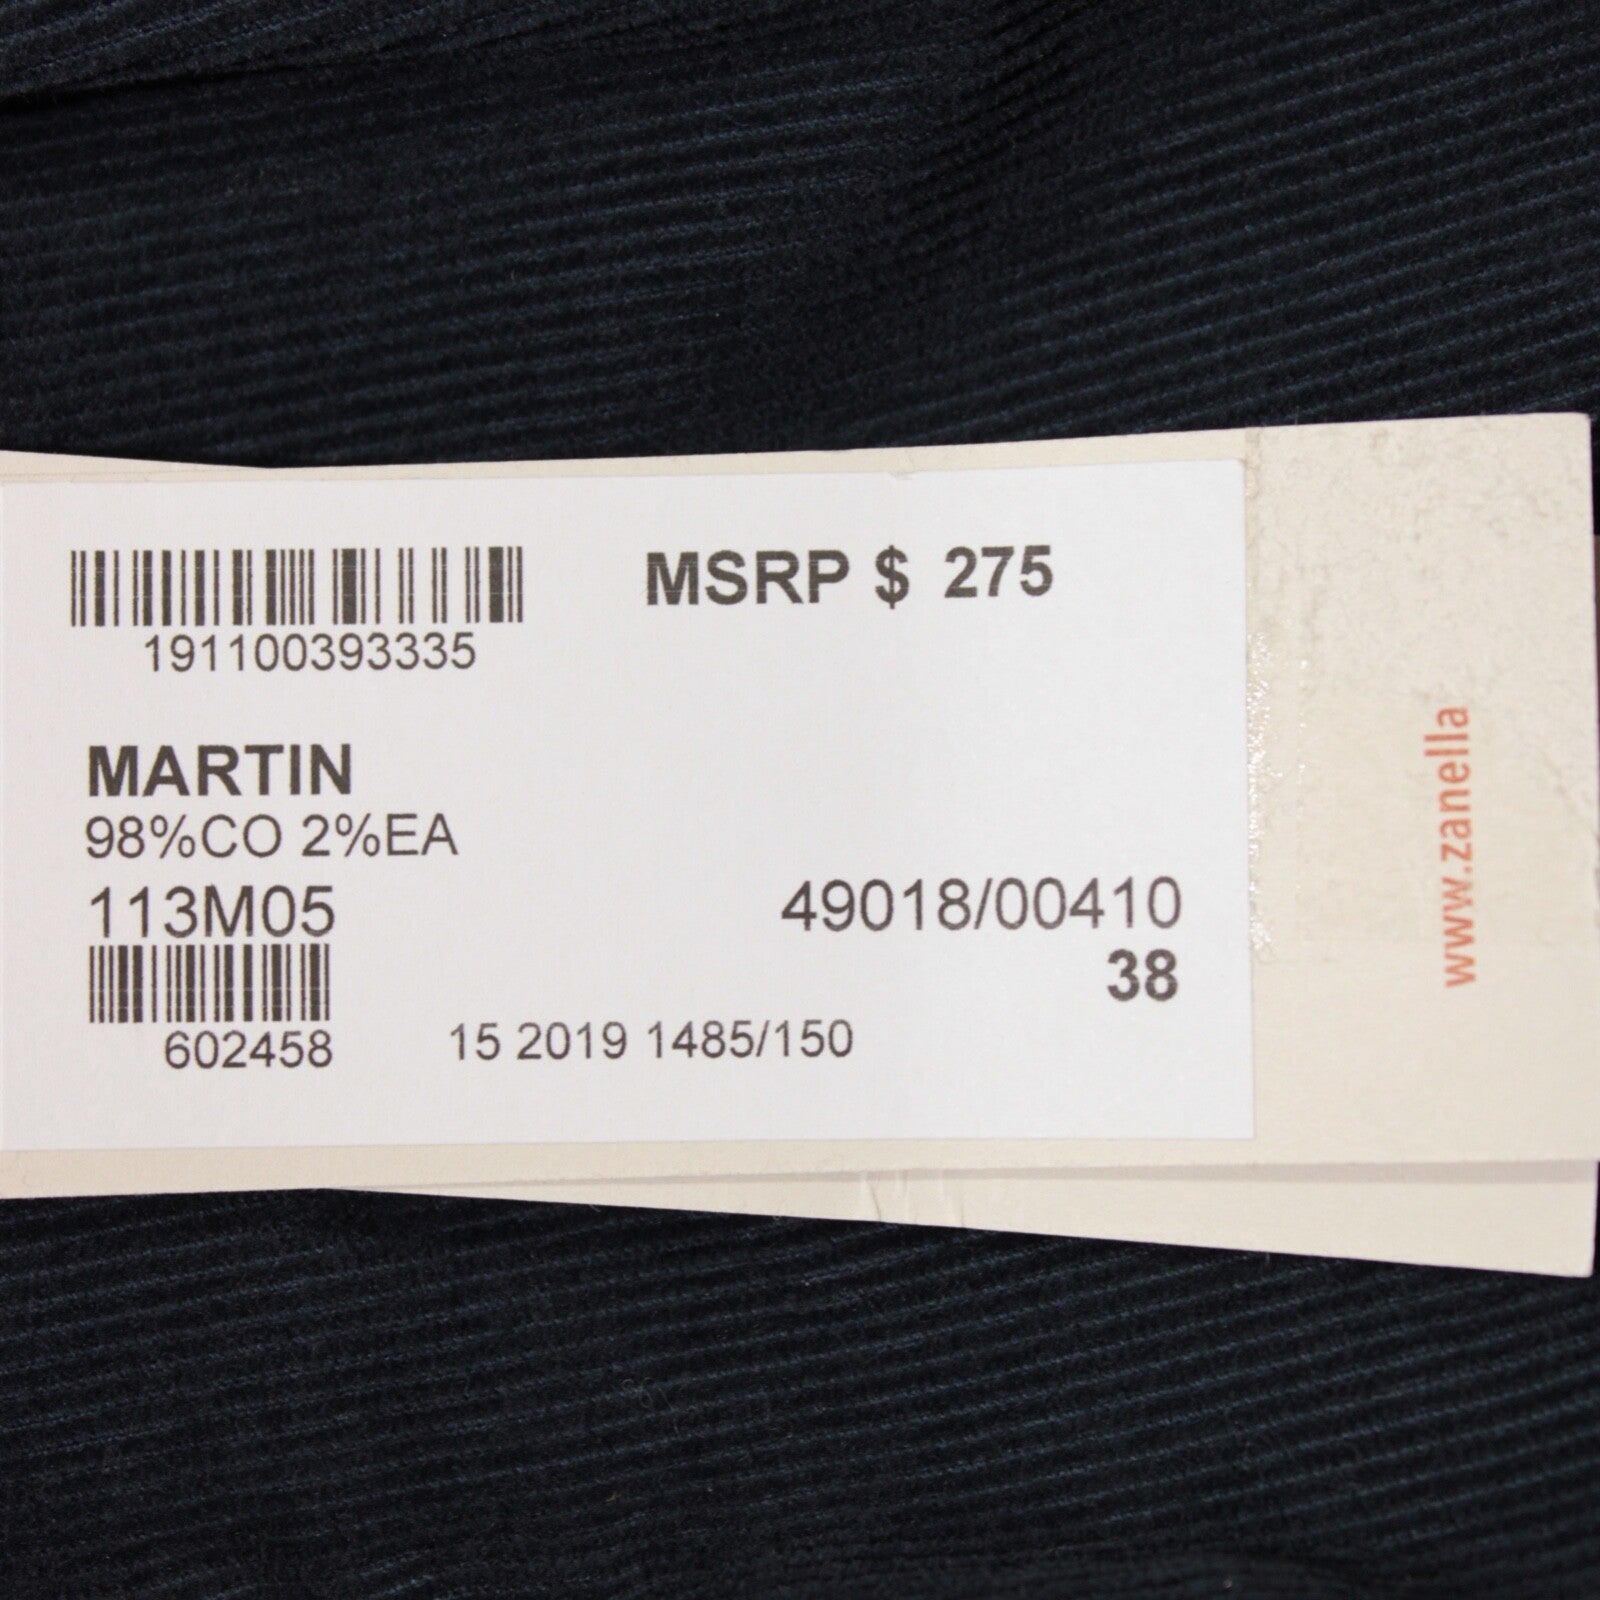 MSRP $ 275
191100393335
MARTIN
98%CO 2%EA
113M05
49018/00410
38
602458
15 2019 1485/150
www.zanella